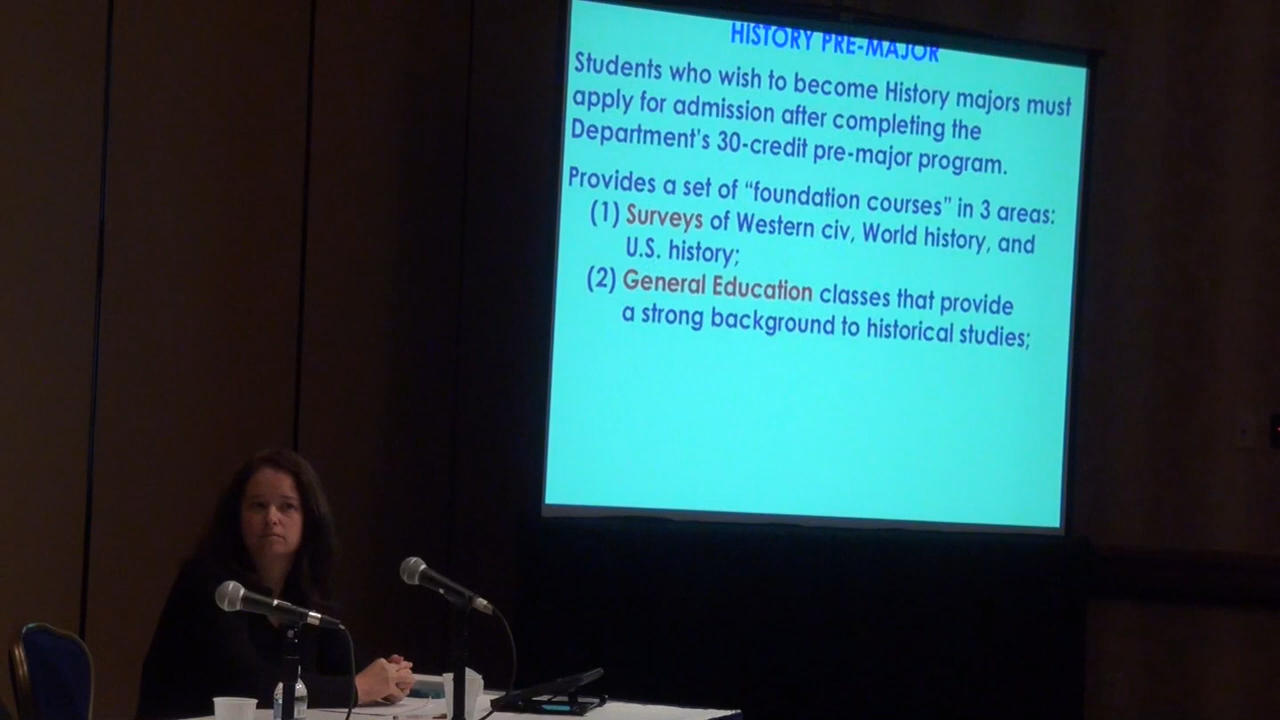 HISTORY PRE-MAJOR
Students who wish to become History majors must
apply for admission after completing the
Department's 30-credit pre-major program.
Provides a set of “foundation courses” in 3 areas:
(1) Surveys of Western civ, World history, and
U.S. history;
(2) General Education classes that provide
a strong background to historical studies;